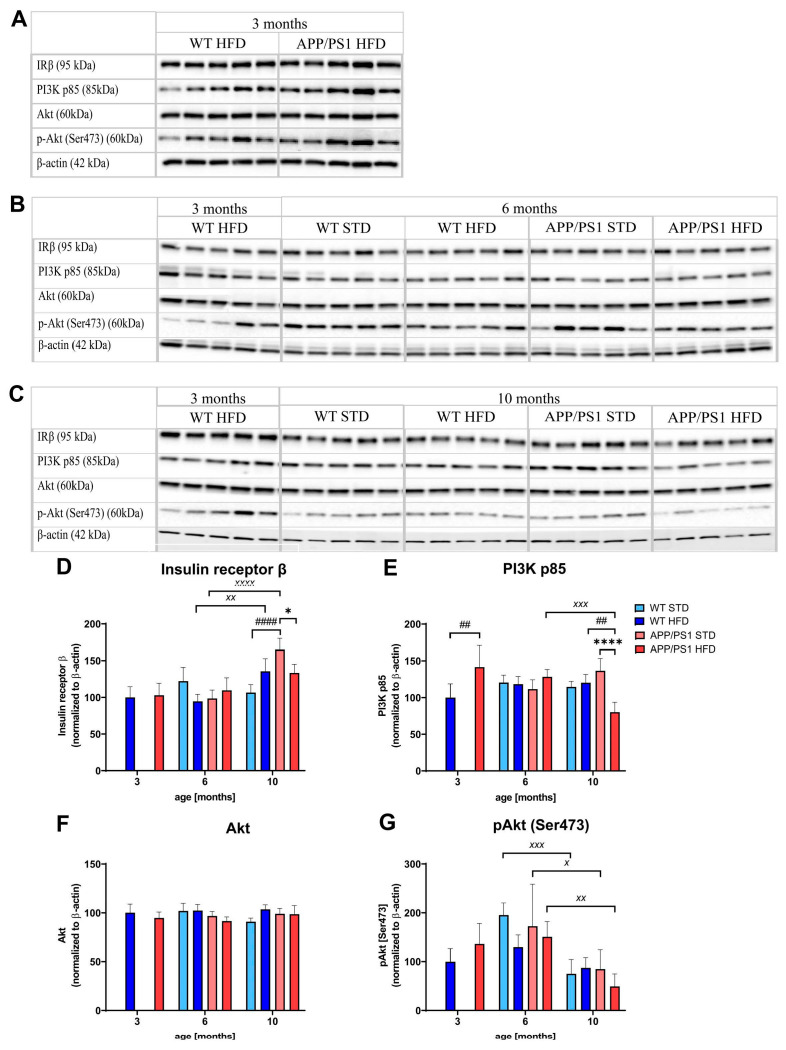 A
3 months
WT HFD APP/PS1 HFD
IRβ (95 kDa)
PI3K p85 (85kDa)
Akt (60kDa)
p-Akt (Ser473) (60kDa)
β-actin (42 kDa)
B
3 months 6 months
WT HFD WT STD WT HFD APP/PS1 STD APP/PS1 HFD
IRβ (95 kDa)
PI3K p85 (85kDa)
Akt (60kDa)
p-Akt (Ser473) (60kDa)
β-actin (42 kDa)
C
3 months 10 months
WT HFD WT STD WT HFD APP/PS1 STD APP/PS1 HFD
IRβ (95 kDa)
PI3K p85 (85kDa)
Akt (60kDa)
p-Akt (Ser473) (60kDa)
β-actin (42 kDa)
D
Insulin receptor β
xxxx
xx
####
*
Insulin receptor β
(normalized to β-actin)
200
150
100
50
0
3 6 10
age [months]
E
PI3K p85
xxx
##
##
****
PI3K p85
(normalized to β-actin)
200
150
100
50
0
3 6 10
age [months]
WT STD
WT HFD
APP/PS1 STD
APP/PS1 HFD
F
Akt
Akt
(normalized to β-actin)
150
100
50
0
3 6 10
age [months]
G
pAkt (Ser473)
xxx
x
xx
pAkt [Ser473]
(normalized to β-actin)
300
200
100
0
3 6 10
age [months]